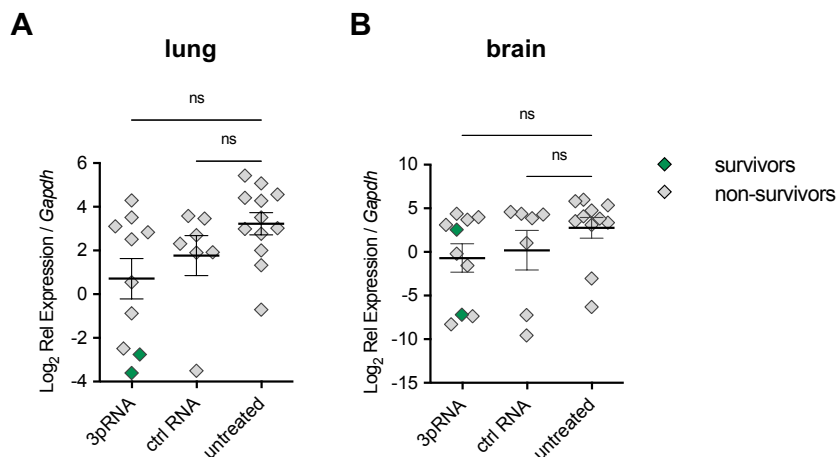 A
lung
ns
ns
Log2 Rel Expression / Gapdh
6
4
2
0
-2
-4
3pRNA
ctrl RNA
untreated
B
brain
ns
ns
Log2 Rel Expression / Gapdh
10
5
0
-5
-10
-15
3pRNA
ctrl RNA
untreated
survivors
non-survivors